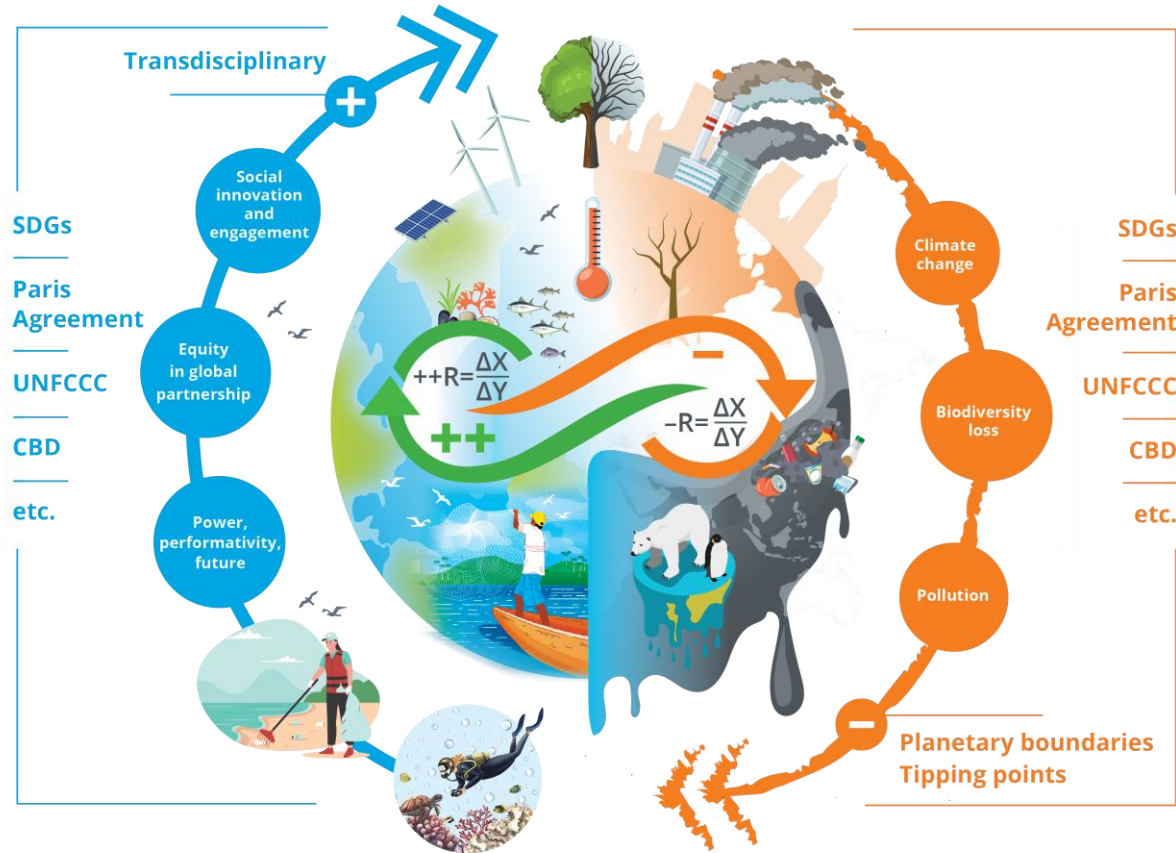 Transdisciplinary
+
Social
innovation
and
engagement
SDGs
Paris
Agreement
UNFCCC
CBD
etc.
Equity
in global
partnership
Power,
performativity,
future
++R=ΔX/ΔY
++
–
–R=ΔX/ΔY
Climate
change
Biodiversity
loss
Pollution
SDGs
Paris
Agreement
UNFCCC
CBD
etc.
–
Planetary boundaries
Tipping points